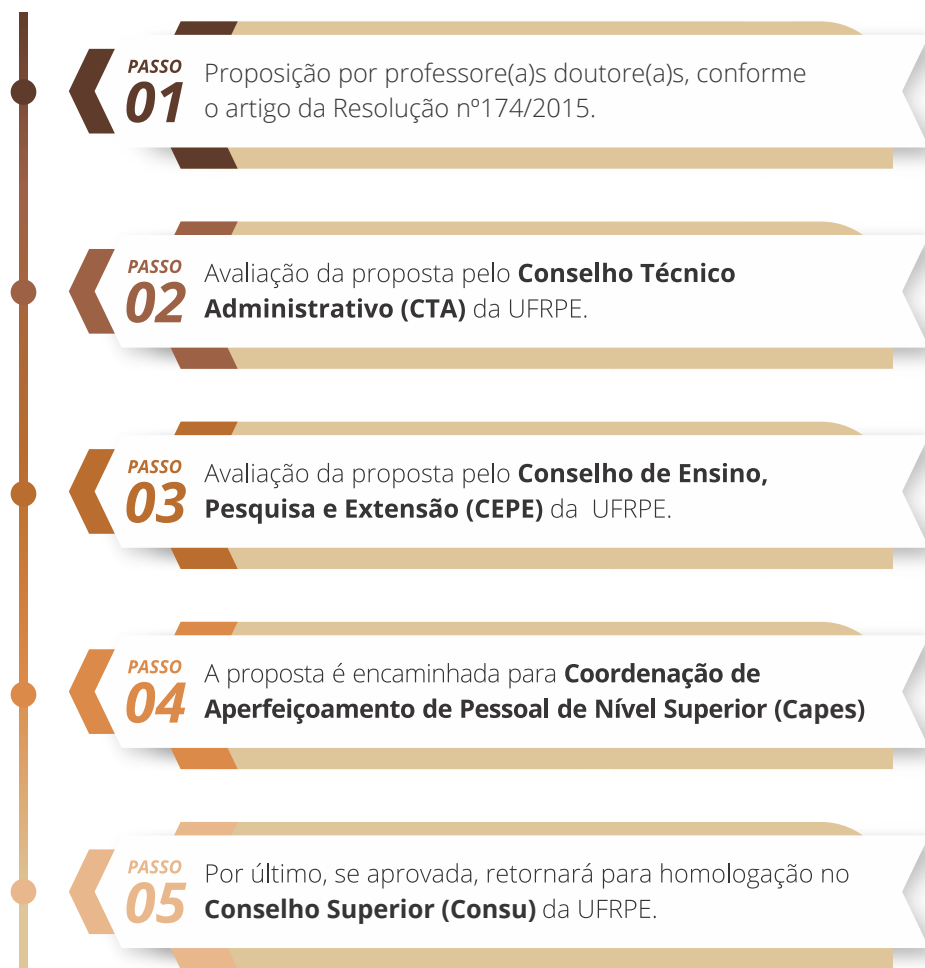 PASSO
01
Proposição por professore(a)s doutore(a)s, conforme
o artigo da Resolução nº174/2015.
PASSO
02
Avaliação da proposta pelo Conselho Técnico
Administrativo (CTA) da UFRPE.
PASSO
03
Avaliação da proposta pelo Conselho de Ensino,
Pesquisa e Extensão (CEPE) da UFRPE.
PASSO
04
A proposta é encaminhada para Coordenação de
Aperfeiçoamento de Pessoal de Nível Superior (Capes)
PASSO
05
Por último, se aprovada, retornará para homologação no
Conselho Superior (Consu) da UFRPE.